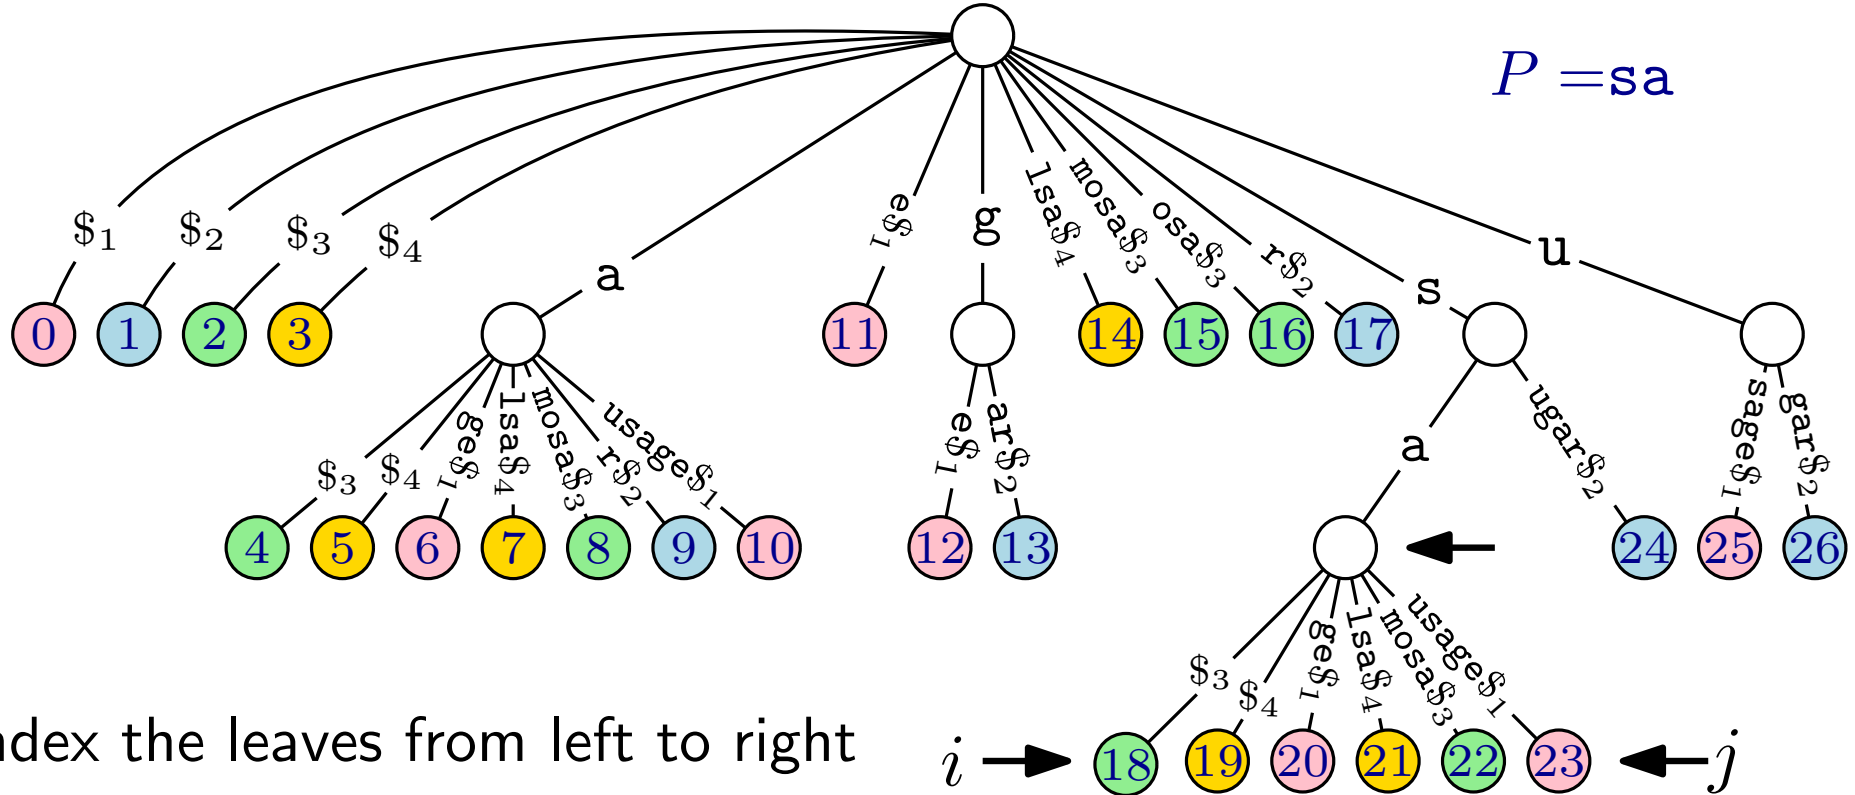 P =sa
$1 $2 $3 $4 a e$1 g lsa$4 mosa$3 osa$3 r$2 s u
0 1 2 3 11 14 15 16 17
$3 $4 ge$1 lsa$4 mosa$3 r$2 usage$1 e$1 ar$2 a ugar$2 sage$1 gar$2
4 5 6 7 8 9 10 12 13 24 25 26
$3 $4 ge$1 lsa$4 mosa$3 usage$1
ndex the leaves from left to right i 18 19 20 21 22 23 j